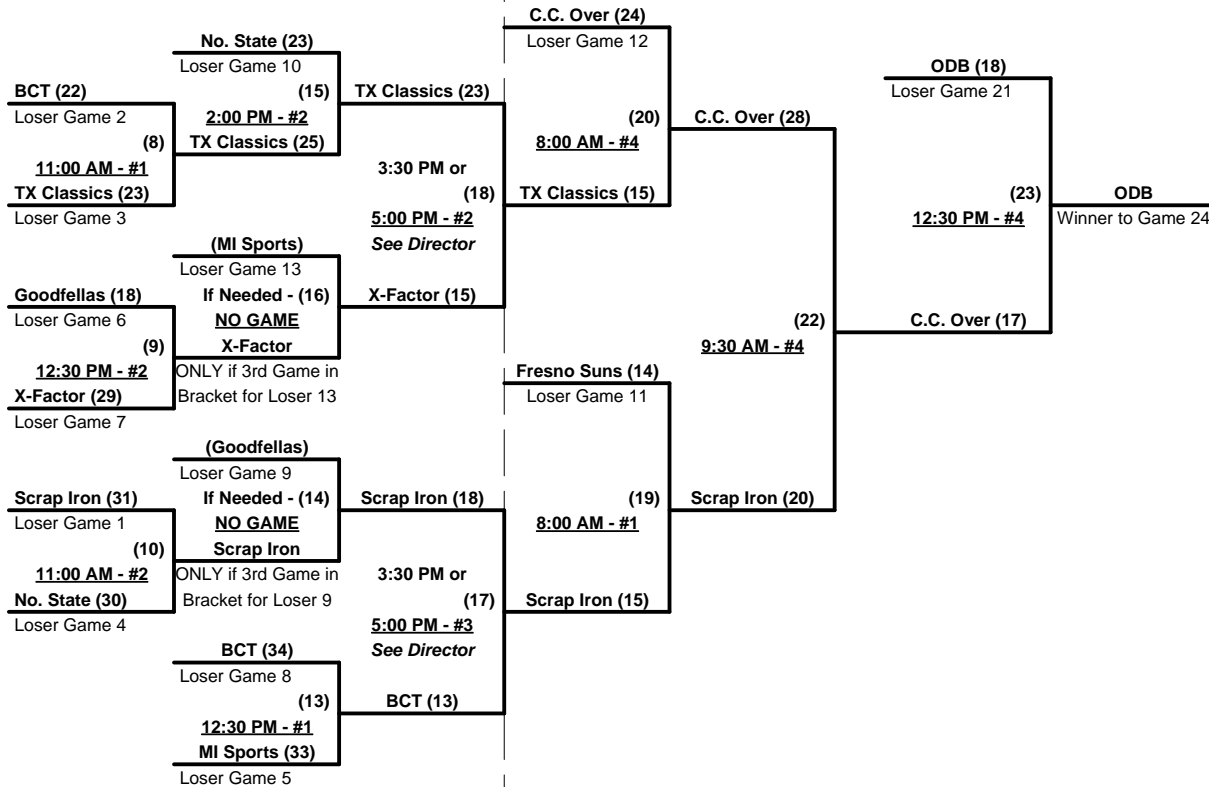 C.C. Over (24)
Loser Game 12
No. State (23)
Loser Game 10
ODB (18)
Loser Game 21
BCT (22)
Loser Game 2
(15)
2:00 PM - #2
TX Classics (23)
(8)
11:00 AM - #1
TX Classics (25)
(20)
8:00 AM - #4
C.C. Over (28)
TX Classics (23)
Loser Game 3
3:30 PM or
(18)
5:00 PM - #2
See Director
TX Classics (15)
(23)
12:30 PM - #4
ODB
Winner to Game 24
(MI Sports)
Loser Game 13
Goodfellas (18)
Loser Game 6
If Needed - (16)
NO GAME
X-Factor (15)
(9)
12:30 PM - #2
X-Factor
ONLY if 3rd Game in
Bracket for Loser 13
(22)
9:30 AM - #4
C.C. Over (17)
X-Factor (29)
Loser Game 7
Fresno Suns (14)
Loser Game 11
(Goodfellas)
Loser Game 9
Scrap Iron (31)
Loser Game 1
If Needed - (14)
NO GAME
Scrap Iron (18)
(19)
8:00 AM - #1
Scrap Iron (20)
(10)
11:00 AM - #2
Scrap Iron
ONLY if 3rd Game in
Bracket for Loser 9
No. State (30)
Loser Game 4
3:30 PM or
(17)
5:00 PM - #3
See Director
Scrap Iron (15)
BCT (34)
Loser Game 8
(13)
12:30 PM - #1
BCT (13)
MI Sports (33)
Loser Game 5